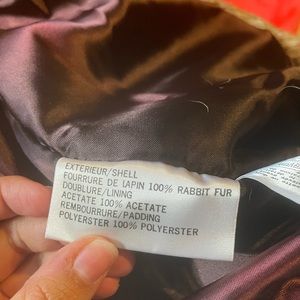 EXTERIEUR/SHELL
FOURRURE DE LAPIN 100% RABBIT FUR
DOUBLURE/LINING
ACETATE 100% ACETATE
REMBOURRURE/PADDING
POLYERSTER 100% POLYERSTER